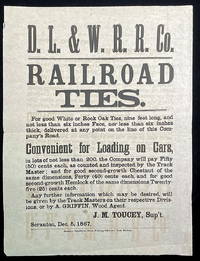 D. L. & W. R. R. Co.
RAILROAD
TIES.
For good White or Rock Oak Ties, nine feet long, and
not less than six inches Face, nor less than six inches
thick, delivered at any point on the line of this Com-
pany's Road.
Convenient for Loading on Cars,
in lots of not less than 200, the Company will pay Fifty
(50) cents each, as counted and inspected by the Track
Master; and for good second-growth Chestnut of the
same dimensions, Forty (40) cents each, and for good
second-growth Hemlock of the same dimensions Twenty-
five (25) cents each.
Any further information which may be desired, will
be given by the Track Masters on their respective Divis-
ions, or by A. GRIFFIN, Wood Agent.
J. M. TOUCEY, Sup't.
Scranton, Dec. 5, 1867.